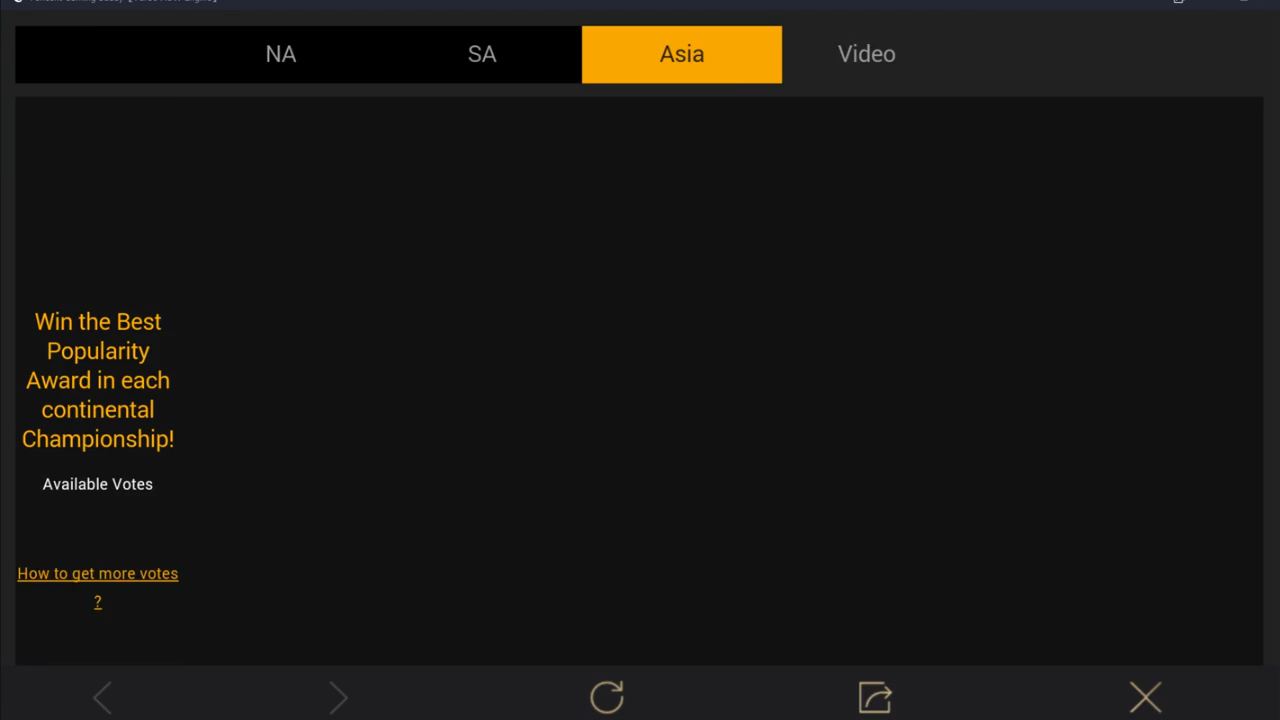 NA
SA
Asia
Video
Win the Best
Popularity
Award in each
continental
Championship!
Available Votes
How to get more votes
?